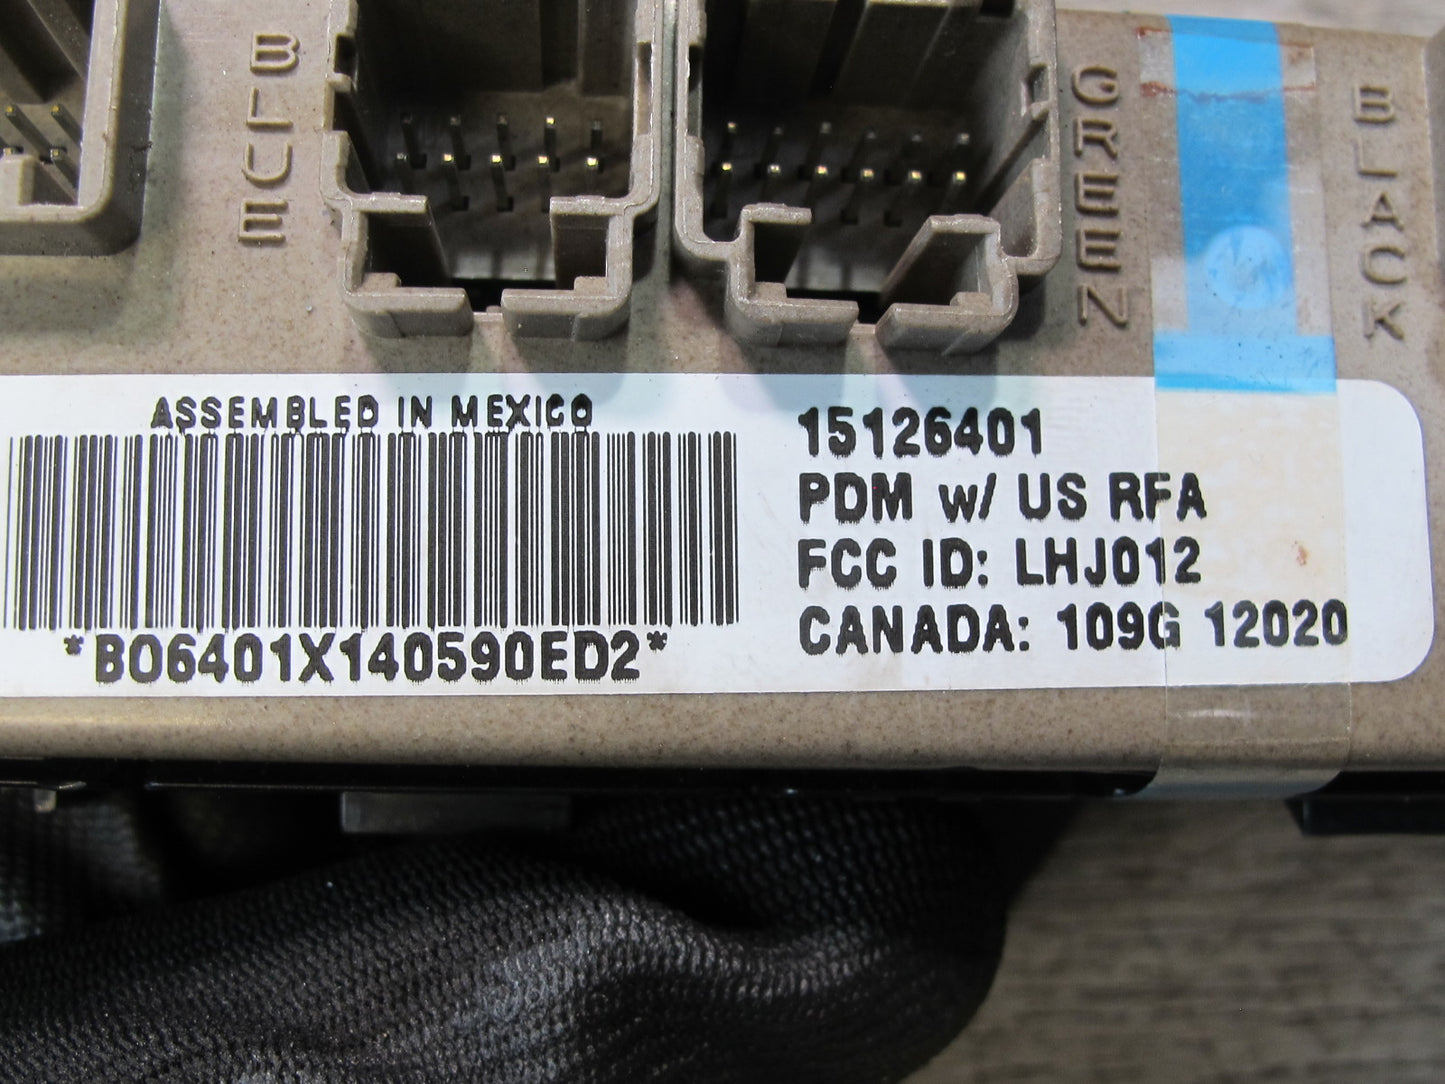 BLUE
GREEN
BLACK
ASSEMBLED IN MEXICO
*B06401X140590ED2*
15126401
PDM w/ US RFA
FCC ID: LHJ012
CANADA: 109G 12020